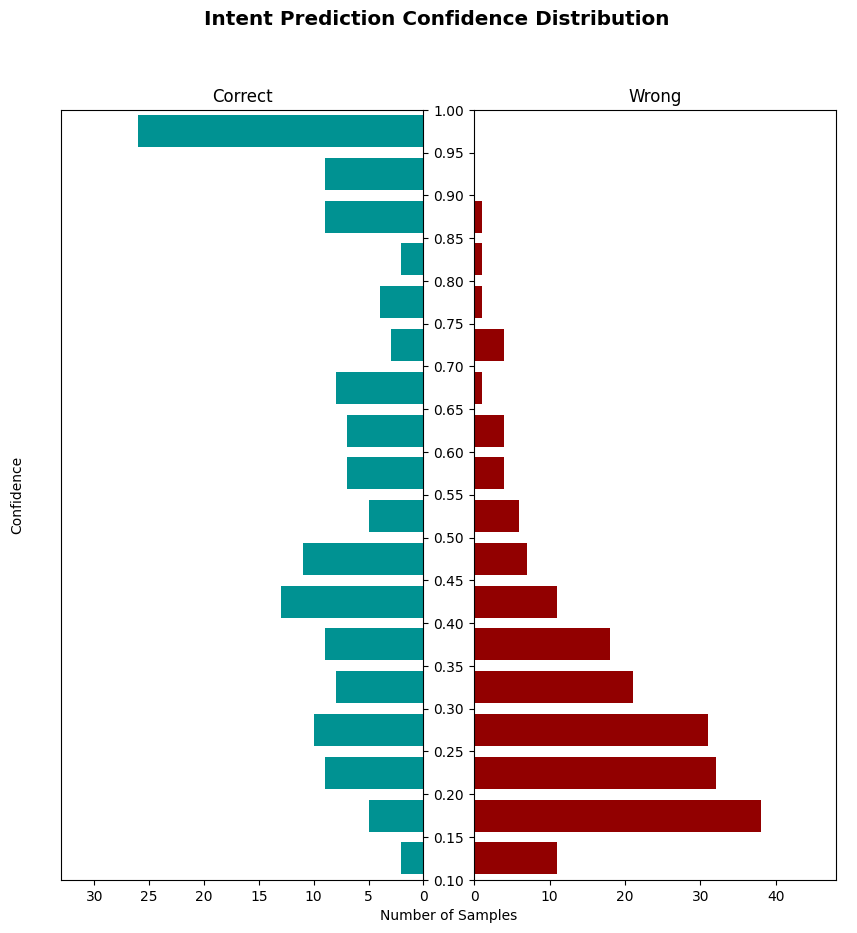 Intent Prediction Confidence Distribution
Correct
Wrong
1.00
0.95
0.90
0.85
0.80
0.75
0.70
0.65
0.60
0.55
0.50
0.45
0.40
0.35
0.30
0.25
0.20
0.15
0.10
Confidence
30 25 20 15 10 5 0
0 10 20 30 40
Number of Samples